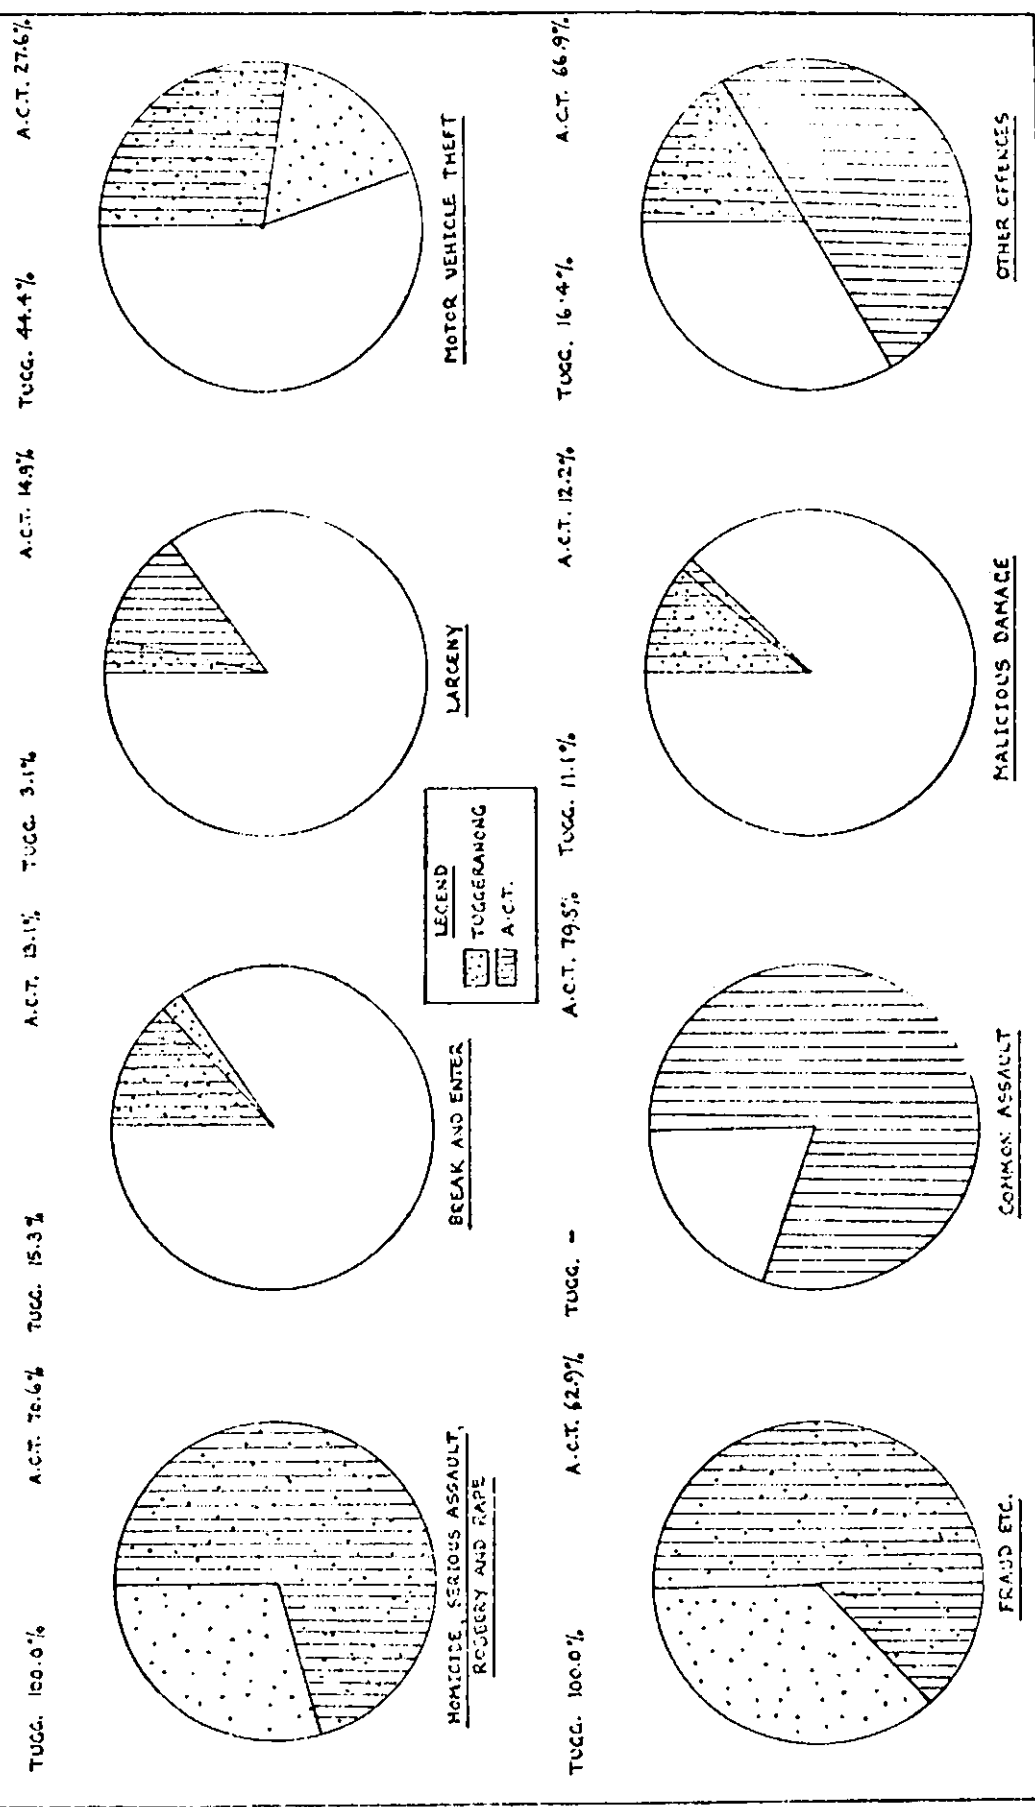 TUGG. 100.0% A.C.T. 70.6%
HOMICIDE, SERIOUS ASSAULT,
ROBBERY AND RAPE
TUGG. 15.3% A.C.T. 13.1%
BREAK AND ENTER
TUGG. 3.1% A.C.T. 14.9%
LARCENY
TUGG. 44.4% A.C.T. 27.6%
MOTOR VEHICLE THEFT
LEGEND
TUGGERANONG
A.C.T.
TUGG. 100.0% A.C.T. 62.9%
FRAUD ETC.
TUGG. - A.C.T. 79.5%
COMMON ASSAULT
TUGG. 11.1% A.C.T. 12.2%
MALICIOUS DAMAGE
TUGG. 16.4% A.C.T. 66.9%
OTHER OFFENCES